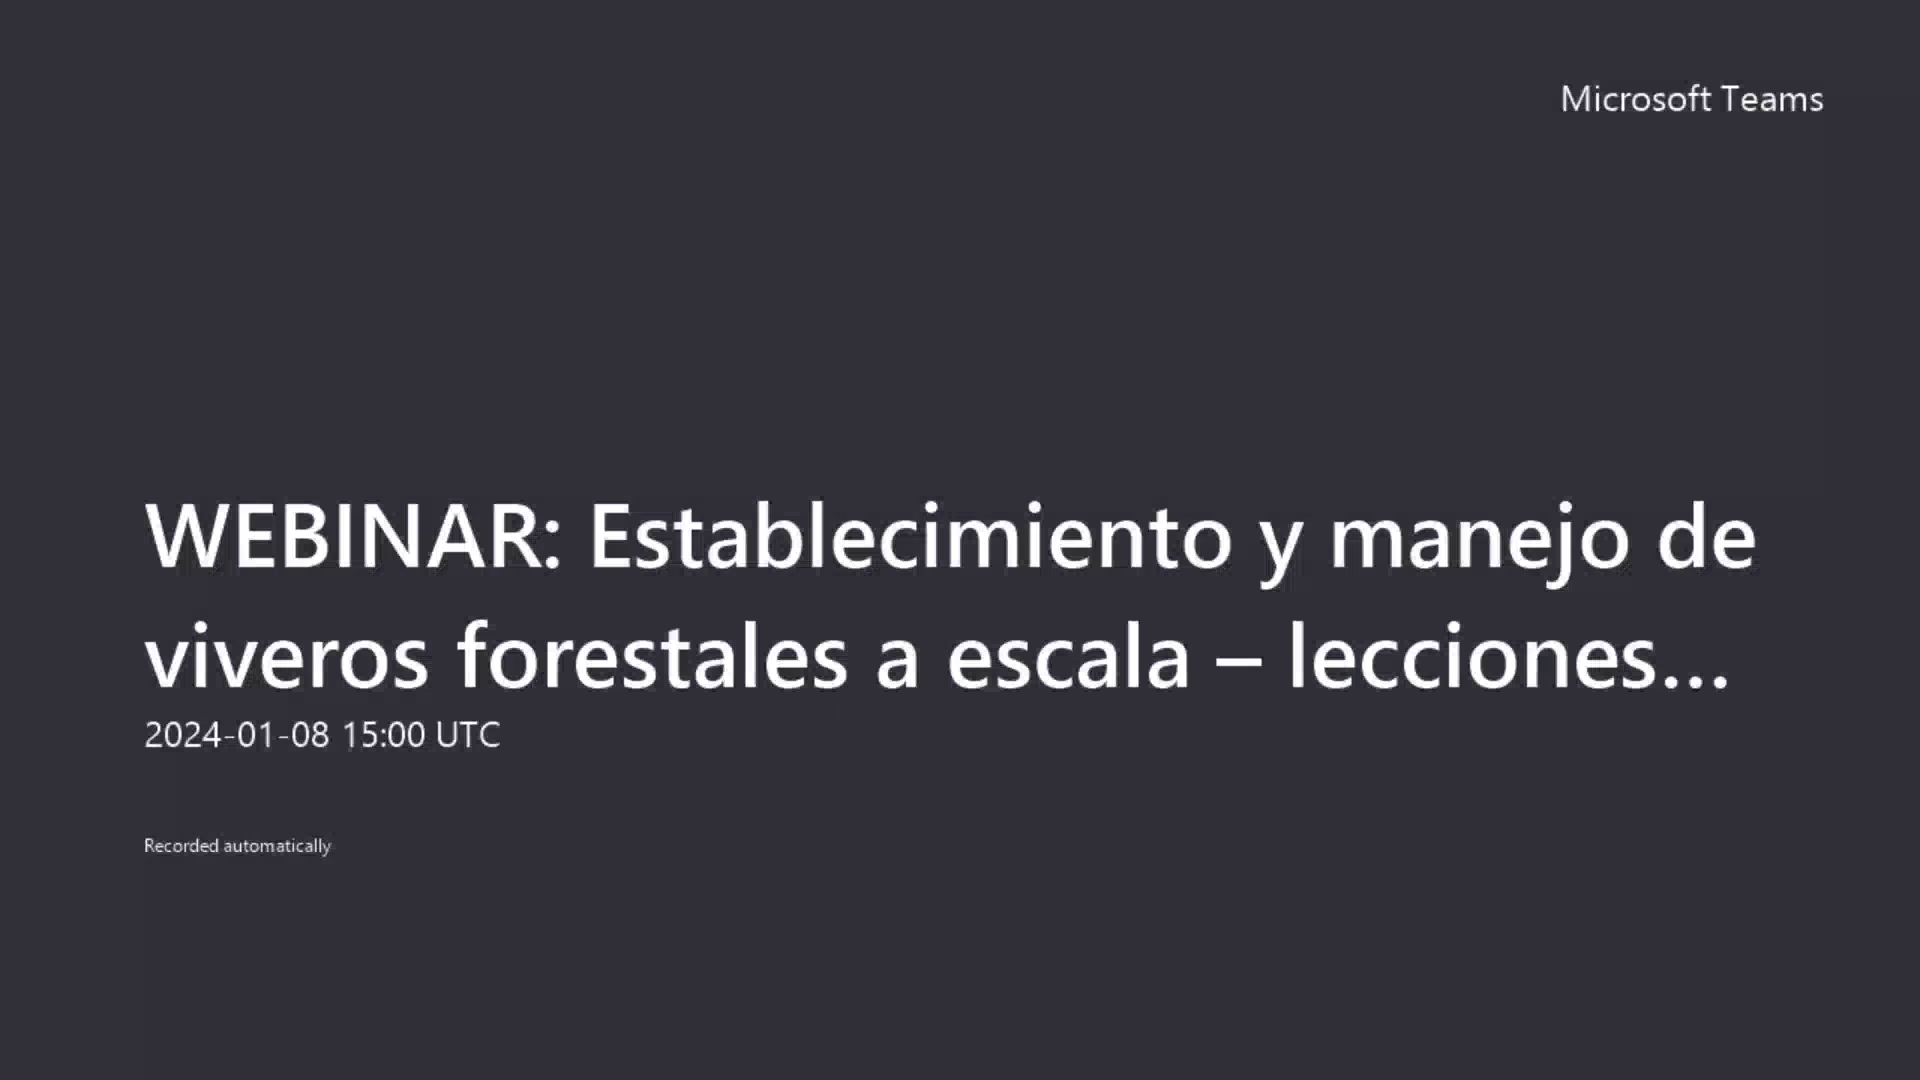 Microsoft Teams
WEBINAR: Establecimiento y manejo de
viveros forestales a escala – lecciones...
2024-01-08 15:00 UTC
Recorded automatically